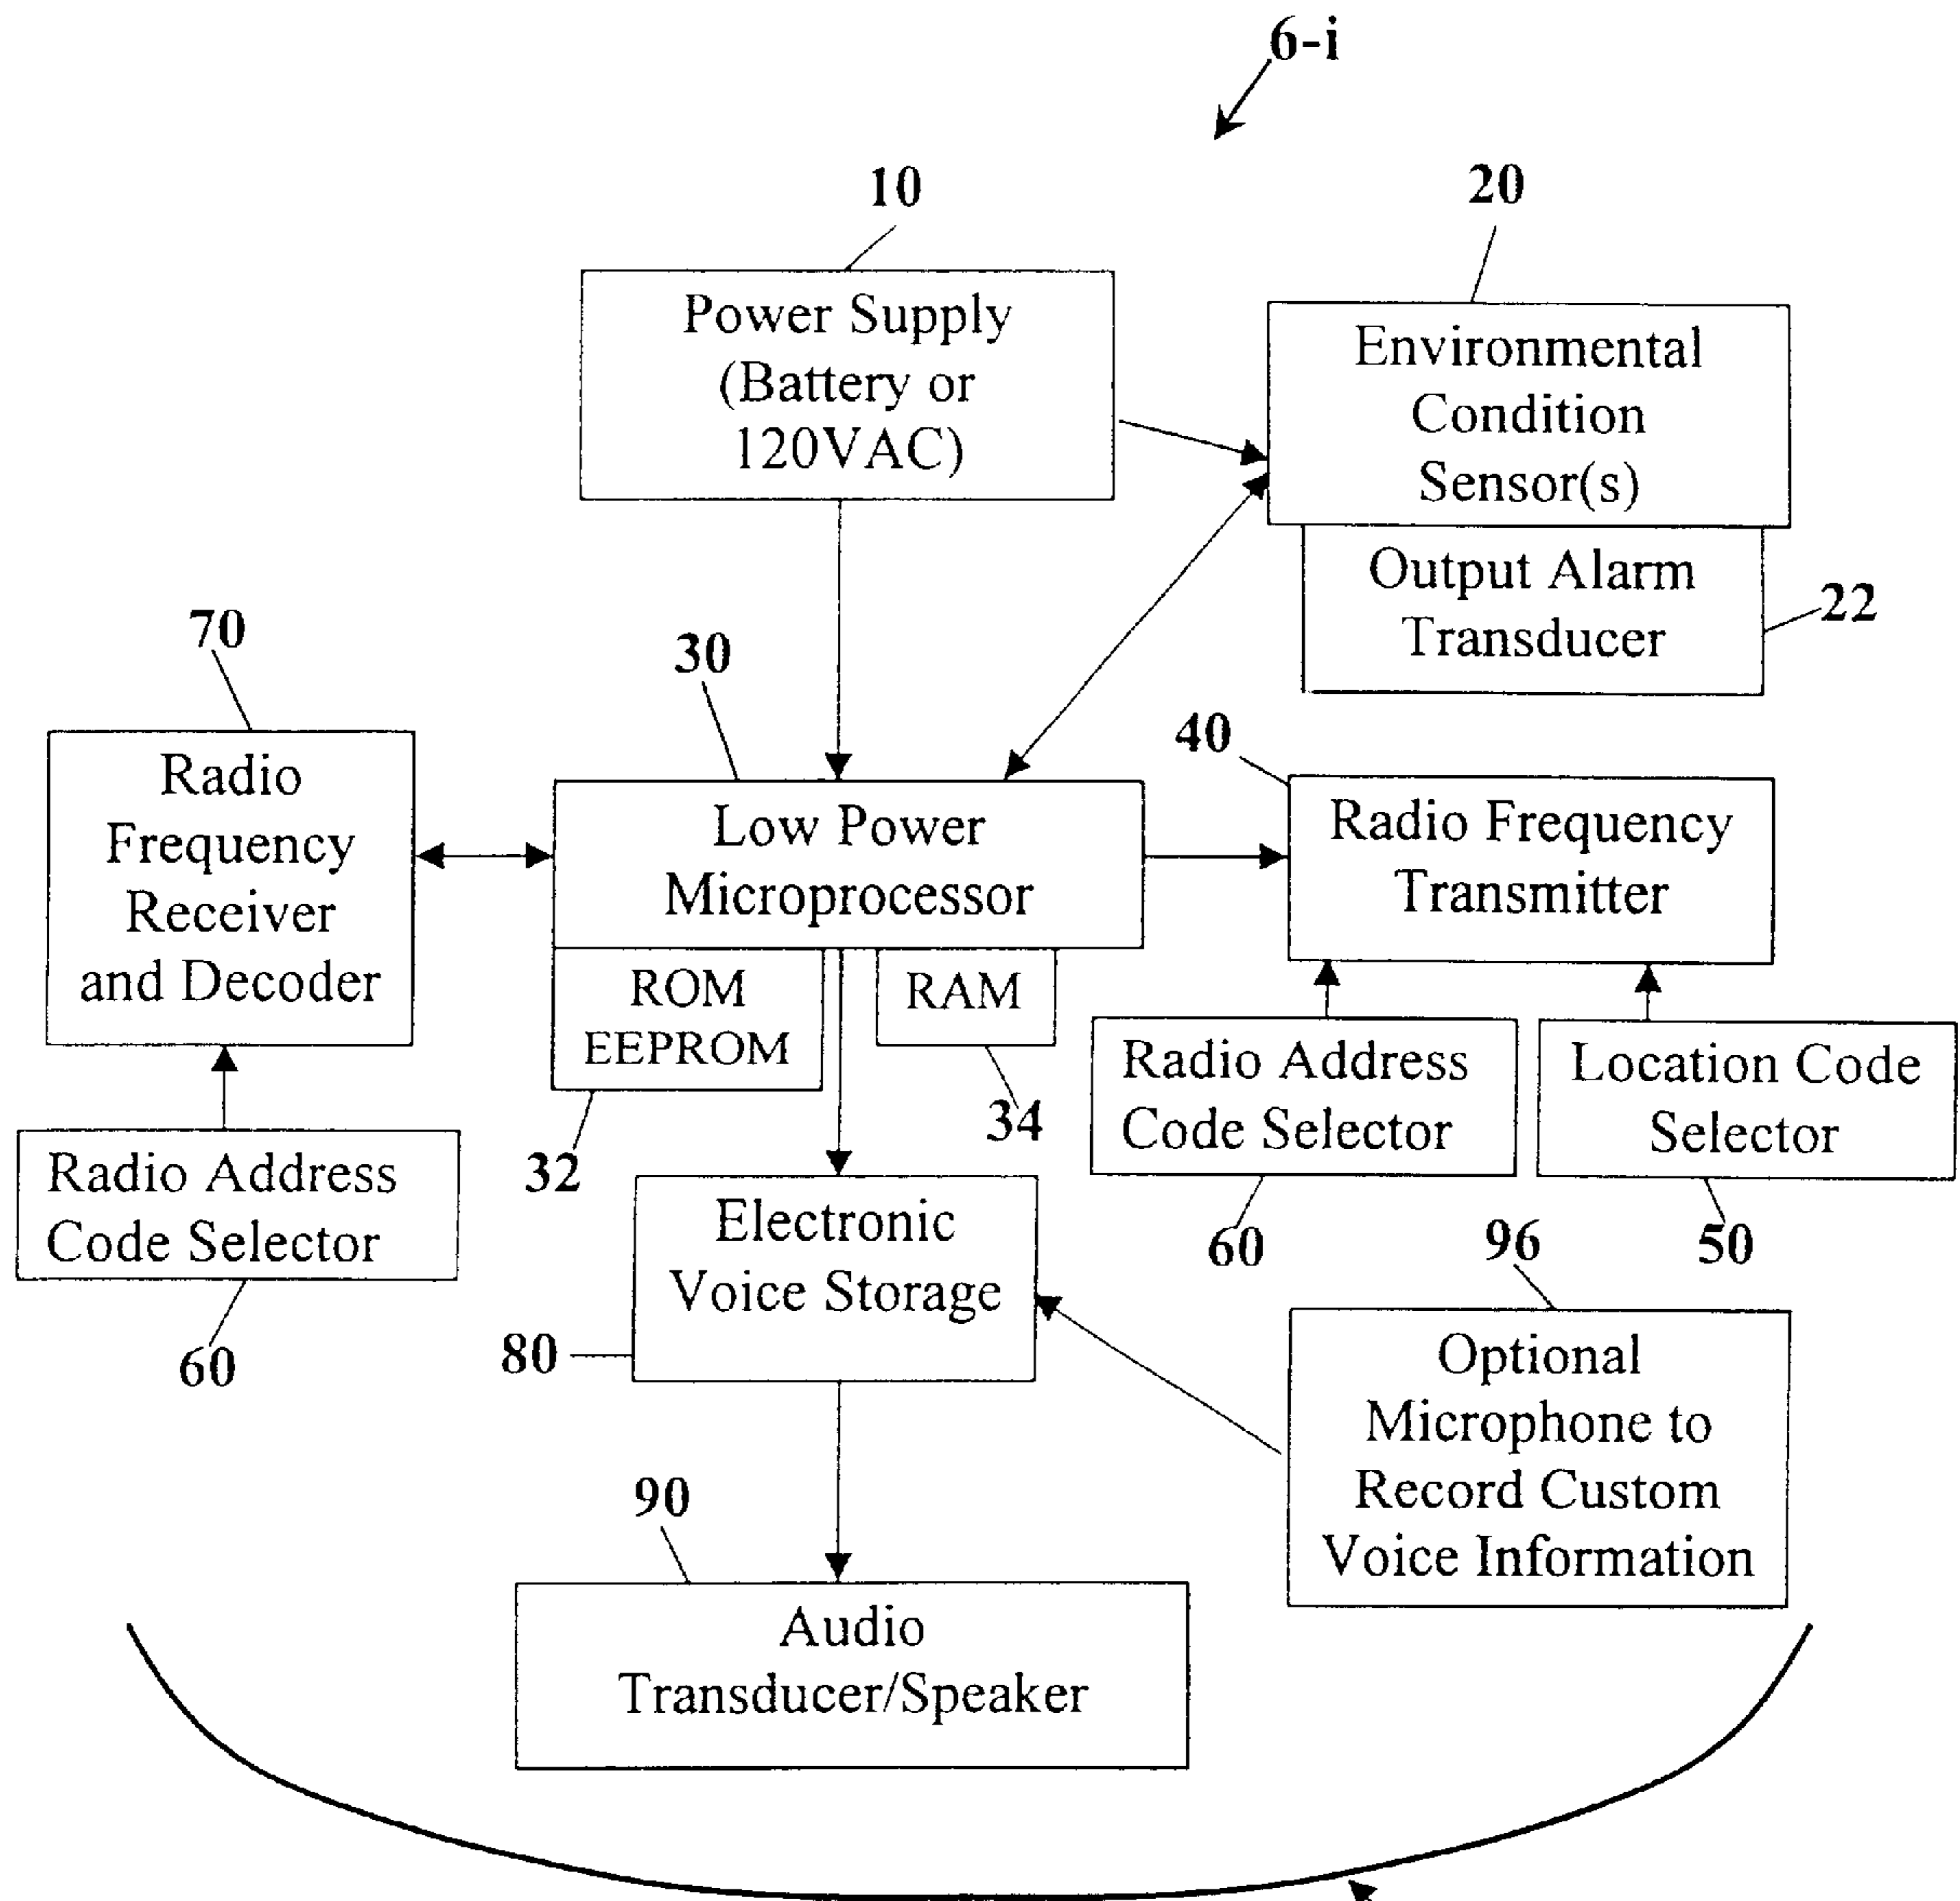 6-i
10
20
Power Supply
(Battery or
120VAC)
Environmental
Condition
Sensor(s)
Output Alarm
Transducer
22
70
30
40
Radio
Frequency
Receiver
and Decoder
Low Power
Microprocessor
Radio Frequency
Transmitter
ROM
EEPROM
RAM
32
34
Radio Address
Code Selector
60
Radio Address
Code Selector
60
Location Code
Selector
50
Electronic
Voice Storage
80
96
Optional
Microphone to
Record Custom
Voice Information
90
Audio
Transducer/Speaker